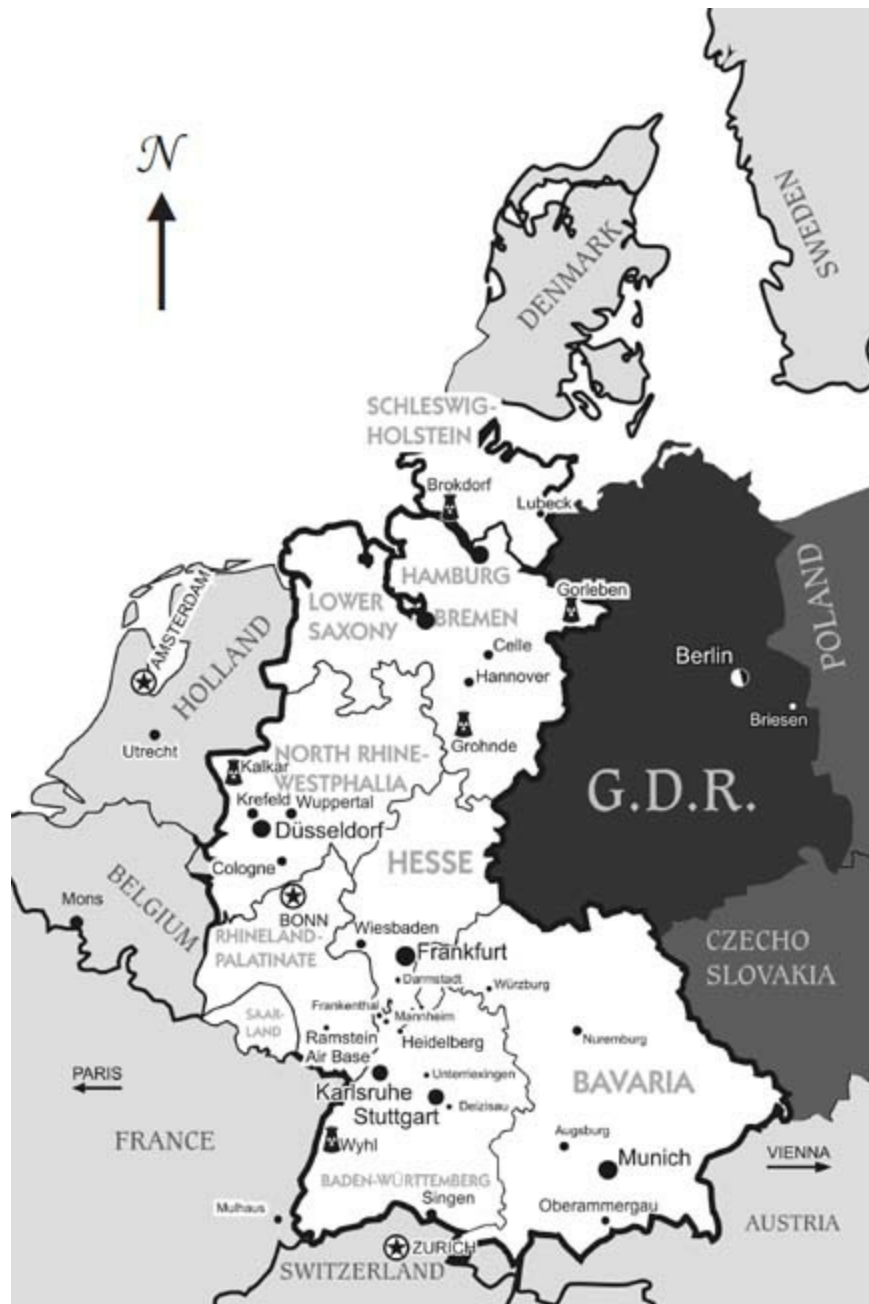 N
SWEDEN
DENMARK
SCHLESWIG-
HOLSTEIN
Brokdorf
Lubeck
HAMBURG
Gorleben
LOWER
SAXONY
BREMEN
POLAND
AMSTERDAM
HOLLAND
Celle
Hannover
Berlin
Briesen
Utrecht
Grohnde
NORTH RHINE-
WESTPHALIA
Kalkar
Krefeld
Wuppertal
Düsseldorf
G.D.R.
Cologne
HESSE
BELGIUM
Mons
BONN
RHINELAND-
PALATINATE
Wiesbaden
Frankfurt
CZECHO
SLOVAKIA
Darmstadt
Würzburg
SAAR-
LAND
Frankenthal
Mannheim
Ramstein
Air Base
Heidelberg
Nuremburg
PARIS
Karlsruhe
Unterriexingen
BAVARIA
Stuttgart
Deizisau
FRANCE
Wyhl
Augsburg
Munich
VIENNA
BADEN-WÜRTTEMBERG
Singen
Oberammergau
Mulhaus
AUSTRIA
ZURICH
SWITZERLAND